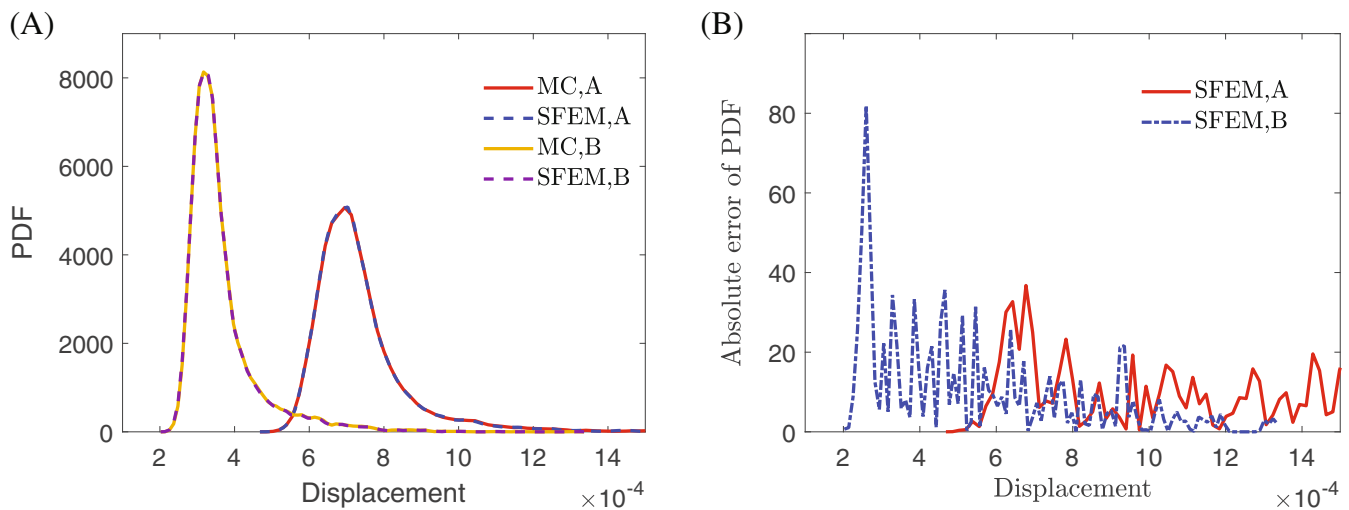 (A)
PDF
8000
6000
4000
2000
0
2 4 6 8 10 12 14
Displacement
×10⁻⁴
MC,A
SFEM,A
MC,B
SFEM,B
(B)
Absolute error of PDF
80
60
40
20
0
2 4 6 8 10 12 14
Displacement
×10⁻⁴
SFEM,A
SFEM,B